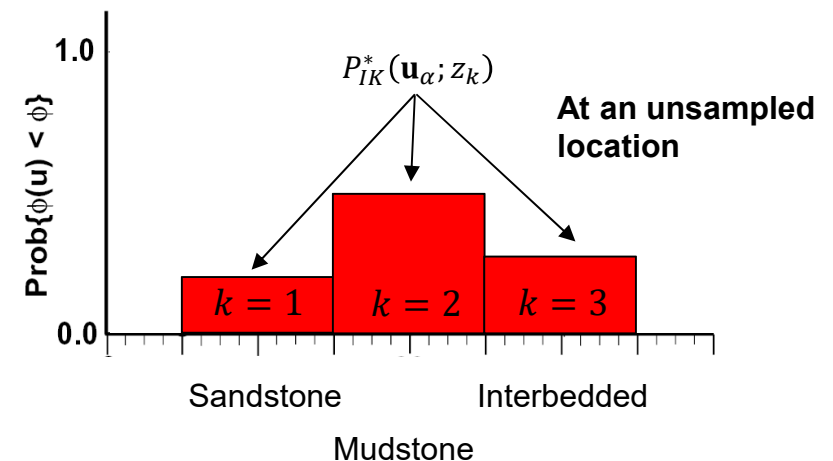 1.0
P*IK(𝐮α; zk)
At an unsampled
location
Prob{ϕ(u) < ϕ}
k = 1
k = 2
k = 3
0.0
Sandstone
Interbedded
Mudstone